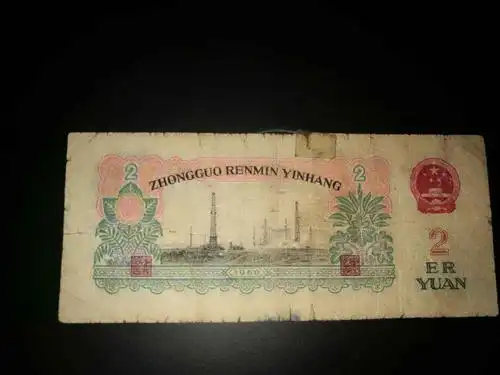 2
ZHONGGUO RENMIN YINHANG
2
1960
2
ER
YUAN